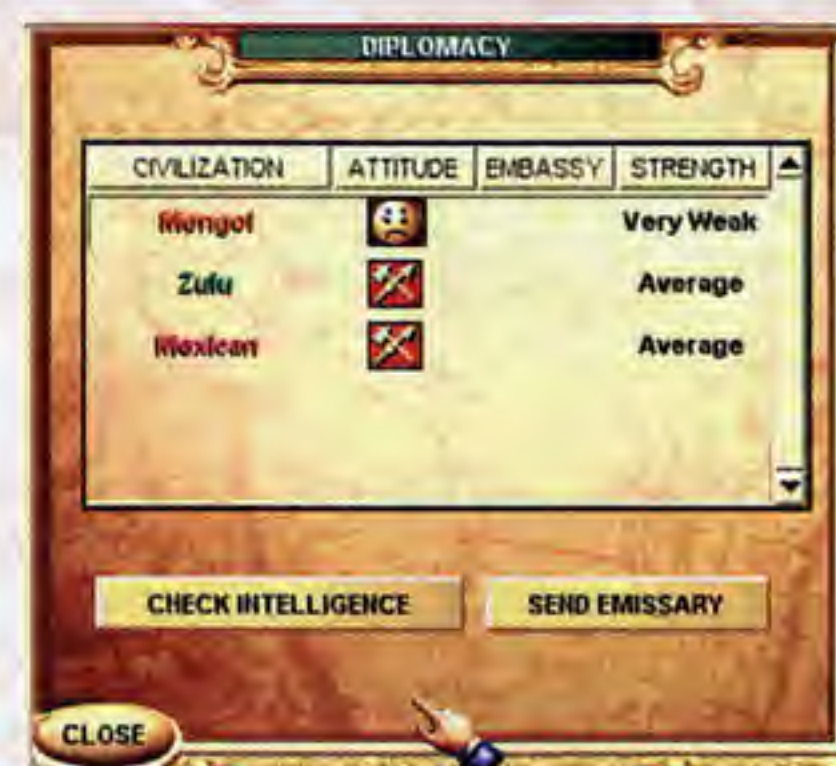 DIPLOMACY
CIVILIZATION ATTITUDE EMBASSY STRENGTH
Mongol Very Weak
Zulu Average
Mexican Average
CHECK INTELLIGENCE SEND EMISSARY
CLOSE